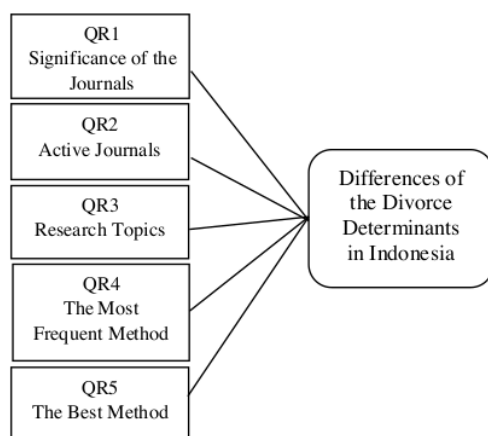 QR1
Significance of the
Journals
QR2
Active Journals
QR3
Research Topics
QR4
The Most
Frequent Method
QR5
The Best Method
Differences of
the Divorce
Determinants
in Indonesia